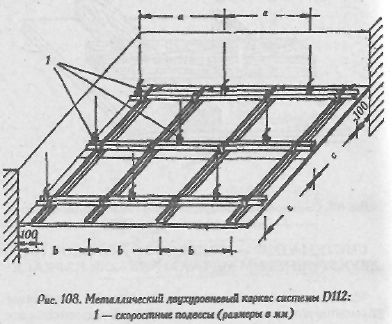 a
a
1
100
c
c
100
b
b
b
Рис. 108. Металлический двухуровневый каркас системы D112:
1 — скоростные подвесы (размеры в мм)